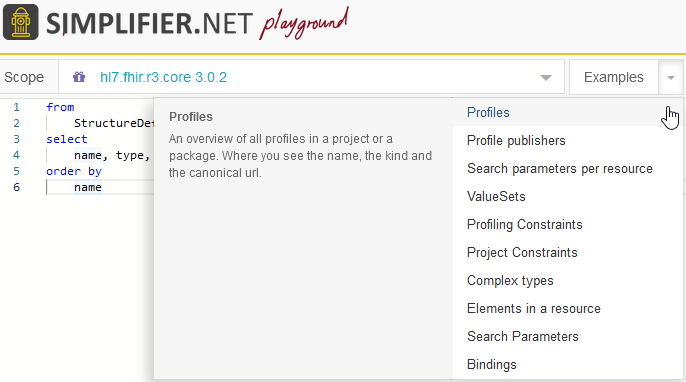 SIMPLIFIER.NET playground
Scope
hl7.fhir.r3.core 3.0.2
Examples
1 from
2 StructureDe
3 select
4 name, type,
5 order by
6 name
Profiles
An overview of all profiles in a project or a
package. Where you see the name, the kind and
the canonical url.
Profiles
Profile publishers
Search parameters per resource
ValueSets
Profiling Constraints
Project Constraints
Complex types
Elements in a resource
Search Parameters
Bindings